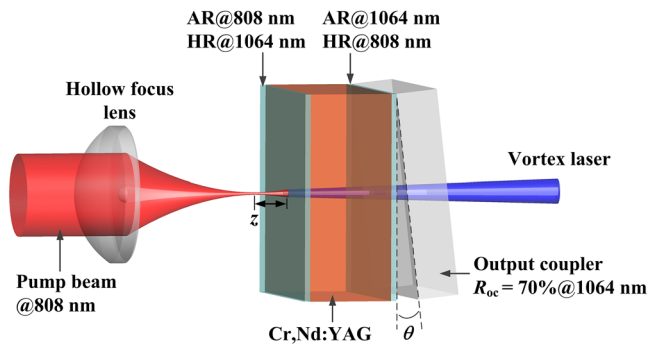 AR@808 nm
HR@1064 nm
AR@1064 nm
HR@808 nm
Hollow focus
lens
Vortex laser
z
Pump beam
@808 nm
Output coupler
Roc = 70%@1064 nm
Cr,Nd:YAG
θ